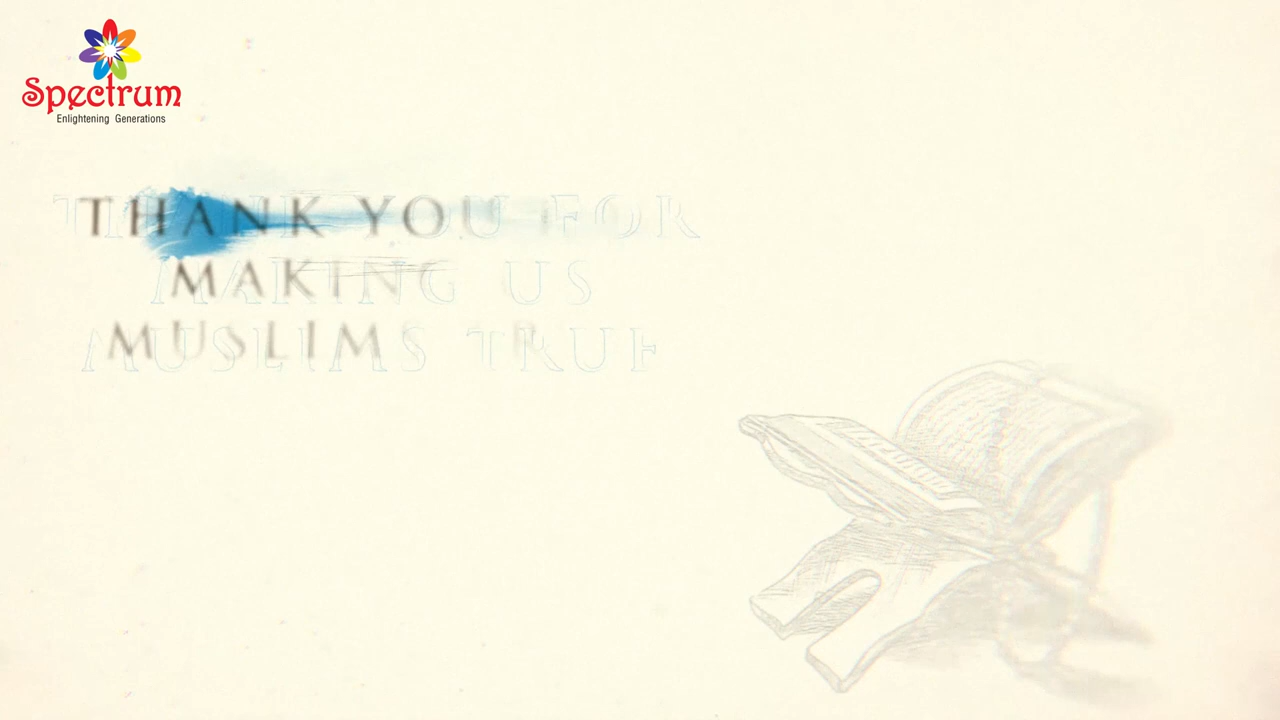 Spectrum
Enlightening Generations
THANK YOU FOR
MAKING US
MUSLIMS TRUE